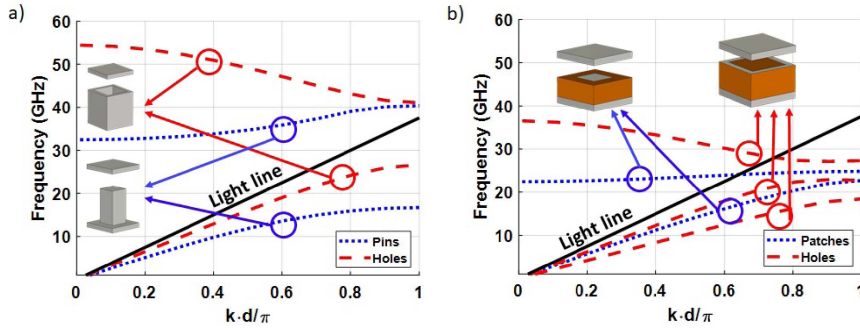 a)
Frequency (GHz)
60
50
40
30
20
10
0
0.2
0.4
0.6
0.8
1
k·d/π
Light line
Pins
Holes
b)
Frequency (GHz)
60
50
40
30
20
10
0
0.2
0.4
0.6
0.8
1
k·d/π
Light line
Patches
Holes